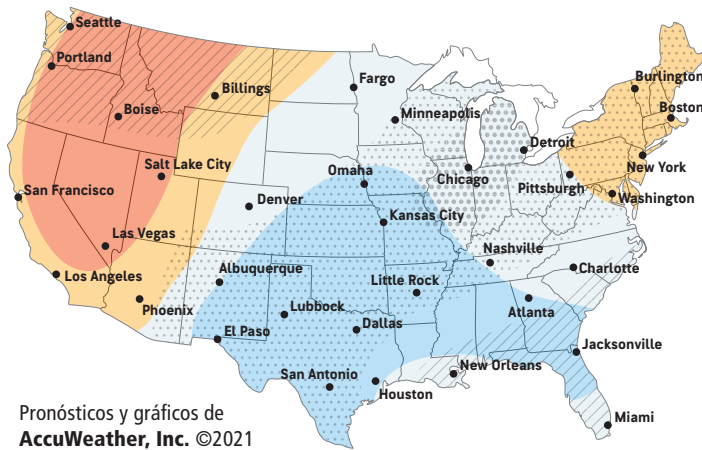 Seattle
Portland
Billings
Fargo
Burlington
Boston
Boise
Minneapolis
Detroit
New York
Salt Lake City
Omaha
Chicago
Pittsburgh
Washington
San Francisco
Denver
Kansas City
Las Vegas
Nashville
Los Angeles
Albuquerque
Little Rock
Charlotte
Phoenix
Lubbock
Atlanta
El Paso
Dallas
Jacksonville
San Antonio
New Orleans
Houston
Miami
Pronósticos y gráficos de
AccuWeather, Inc. ©2021